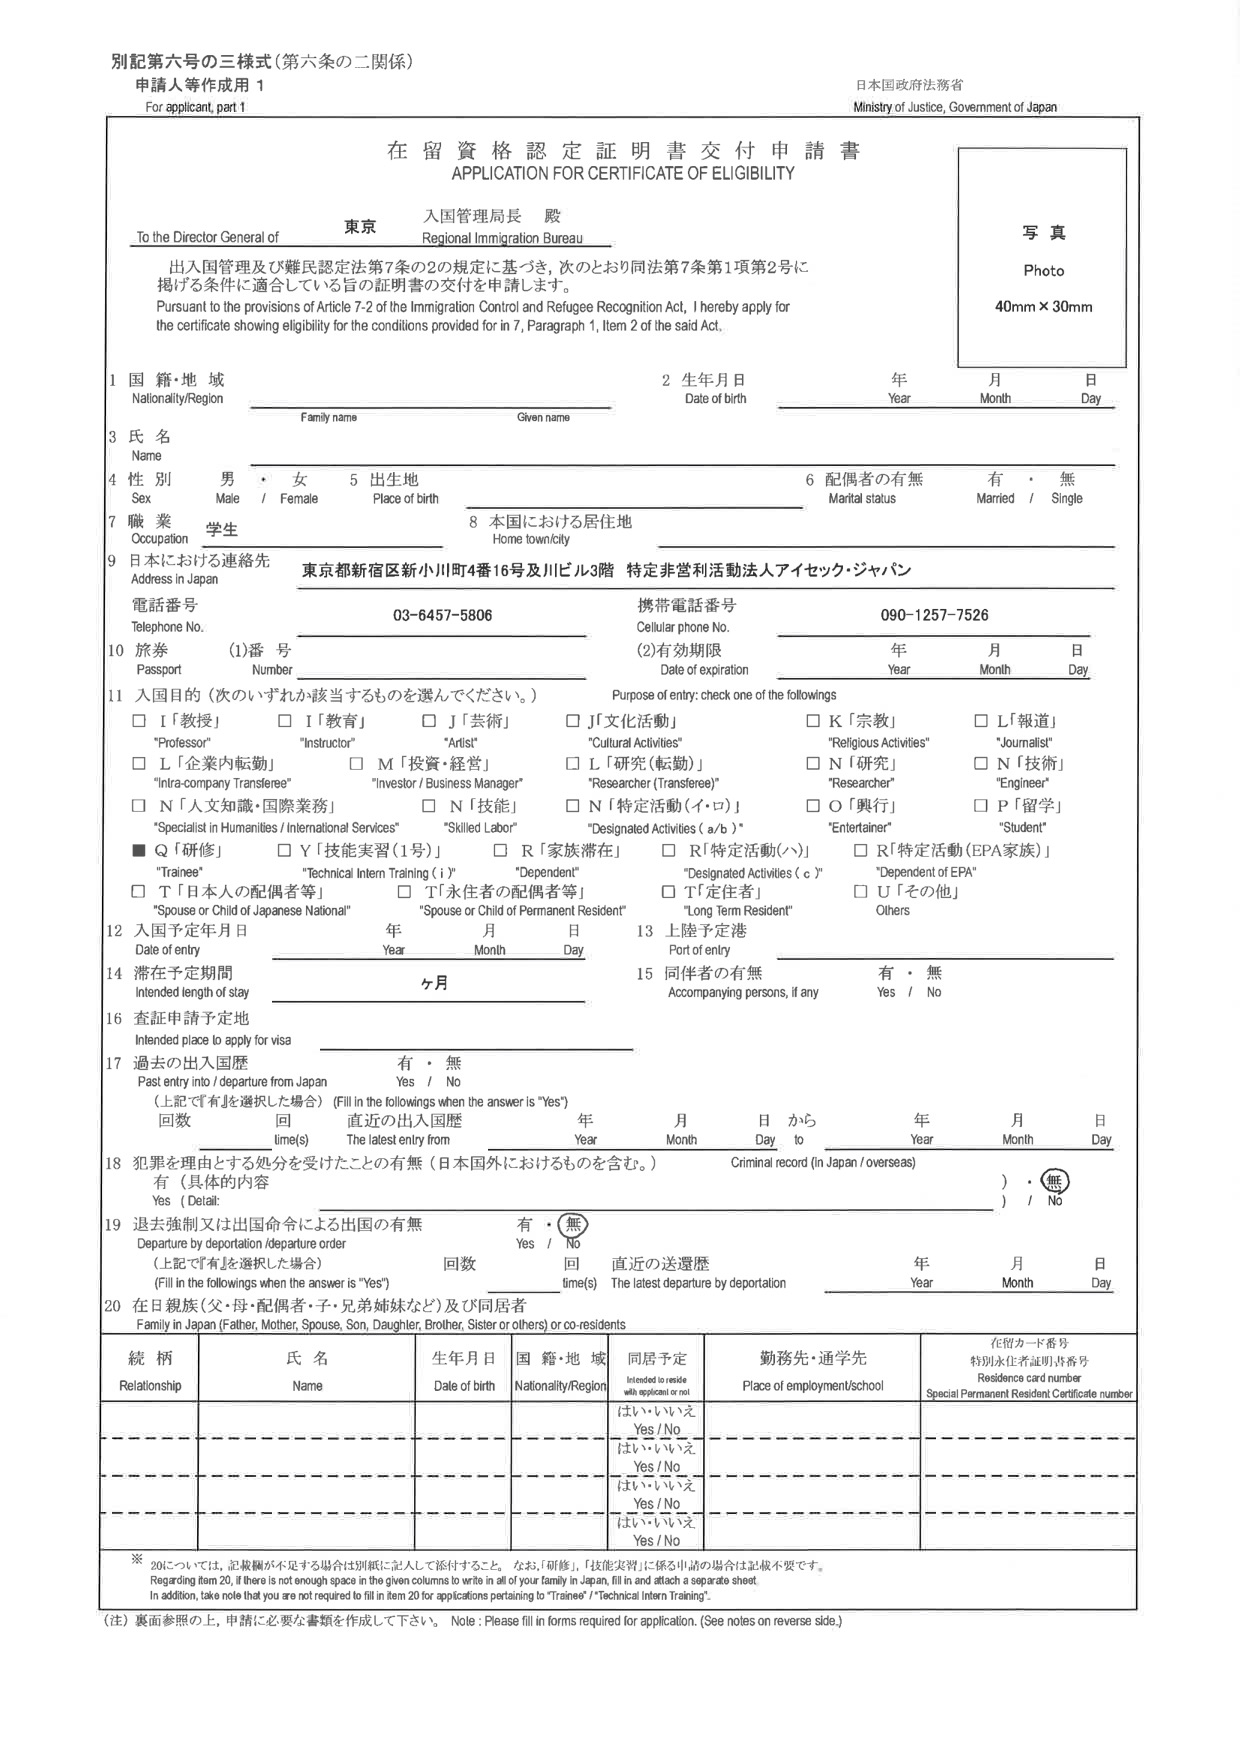 別記第六号の三様式（第六条の二関係）
申請人等作成用 1
For applicant, part 1
日本国政府法務省
Ministry of Justice, Government of Japan
在留資格認定証明書交付申請書
APPLICATION FOR CERTIFICATE OF ELIGIBILITY
写 真
Photo
40mm × 30mm
入国管理局長 殿
To the Director General of 東京 Regional Immigration Bureau
出入国管理及び難民認定法第7条の2の規定に基づき，次のとおり同法第7条第1項第2号に
掲げる条件に適合している旨の証明書の交付を申請します。
Pursuant to the provisions of Article 7-2 of the Immigration Control and Refugee Recognition Act, I hereby apply for
the certificate showing eligibility for the conditions provided for in 7, Paragraph 1, Item 2 of the said Act.
1 国 籍・地 域 2 生年月日 年 月 日
Nationality/Region Date of birth Year Month Day
Family name Given name
3 氏 名
Name
4 性 別 男 ・ 女 5 出生地 6 配偶者の有無 有 ・ 無
Sex Male / Female Place of birth Marital status Married / Single
7 職 業 学生 8 本国における居住地
Occupation Home town/city
9 日本における連絡先 東京都新宿区新小川町4番16号及川ビル3階 特定非営利活動法人アイセック・ジャパン
Address in Japan
電話番号 03-6457-5806 携帯電話番号 090-1257-7526
Telephone No. Cellular phone No.
10 旅券 (1)番 号 (2)有効期限 年 月 日
Passport Number Date of expiration Year Month Day
11 入国目的（次のいずれか該当するものを選んでください。） Purpose of entry: check one of the followings
□ I「教授」 □ I「教育」 □ J「芸術」 □ J「文化活動」 □ K「宗教」 □ L「報道」
"Professor" "Instructor" "Artist" "Cultural Activities" "Religious Activities" "Journalist"
□ L「企業内転勤」 □ M「投資・経営」 □ L「研究（転勤）」 □ N「研究」 □ N「技術」
"Intra-company Transferee" "Investor / Business Manager" "Researcher (Transferee)" "Researcher" "Engineer"
□ N「人文知識・国際業務」 □ N「技能」 □ N「特定活動（イ・ロ）」 □ O「興行」 □ P「留学」
"Specialist in Humanities / International Services" "Skilled Labor" "Designated Activities ( a/b )" "Entertainer" "Student"
■ Q「研修」 □ Y「技能実習（1号）」 □ R「家族滞在」 □ R「特定活動（ハ）」 □ R「特定活動（EPA家族）」
"Trainee" "Technical Intern Training ( i )" "Dependent" "Designated Activities ( c )" "Dependent of EPA"
□ T「日本人の配偶者等」 □ T「永住者の配偶者等」 □ T「定住者」 □ U「その他」
"Spouse or Child of Japanese National" "Spouse or Child of Permanent Resident" "Long Term Resident" Others
12 入国予定年月日 年 月 日 13 上陸予定港
Date of entry Year Month Day Port of entry
14 滞在予定期間 ヶ月 15 同伴者の有無 有 ・ 無
Intended length of stay Accompanying persons, if any Yes / No
16 査証申請予定地
Intended place to apply for visa
17 過去の出入国歴 有 ・ 無
Past entry into / departure from Japan Yes / No
（上記で『有』を選択した場合） (Fill in the followings when the answer is "Yes")
回数 回 直近の出入国歴 年 月 日 から 年 月 日
time(s) The latest entry from Year Month Day to Year Month Day
18 犯罪を理由とする処分を受けたことの有無（日本国外におけるものを含む。） Criminal record (in Japan / overseas)
有（具体的内容 ） ・ 無
Yes ( Detail: ) / No
19 退去強制又は出国命令による出国の有無 有 ・ 無
Departure by deportation /departure order Yes / No
（上記で『有』を選択した場合） 回数 回 直近の送還歴 年 月 日
(Fill in the followings when the answer is "Yes") time(s) The latest departure by deportation Year Month Day
20 在日親族（父・母・配偶者・子・兄弟姉妹など）及び同居者
Family in Japan (Father, Mother, Spouse, Son, Daughter, Brother, Sister or others) or co-residents
続 柄 氏 名 生年月日 国 籍・地 域 同居予定 勤務先・通学先 在留カード番号
特別永住者証明書番号
Relationship Name Date of birth Nationality/Region Intended to reside with applicant or not Place of employment/school Residence card number
Special Permanent Resident Certificate number
はい・いいえ
Yes / No
はい・いいえ
Yes / No
はい・いいえ
Yes / No
はい・いいえ
Yes / No
※ 20については，記載欄が不足する場合は別紙に記入して添付すること。 なお，「研修」，「技能実習」に係る申請の場合は記載不要です。
Regarding item 20, if there is not enough space in the given columns to write in all of your family in Japan, fill in and attach a separate sheet.
In addition, take note that you are not required to fill in item 20 for applications pertaining to "Trainee" / "Technical Intern Training".
（注）裏面参照の上，申請に必要な書類を作成して下さい。 Note : Please fill in forms required for application. (See notes on reverse side.)